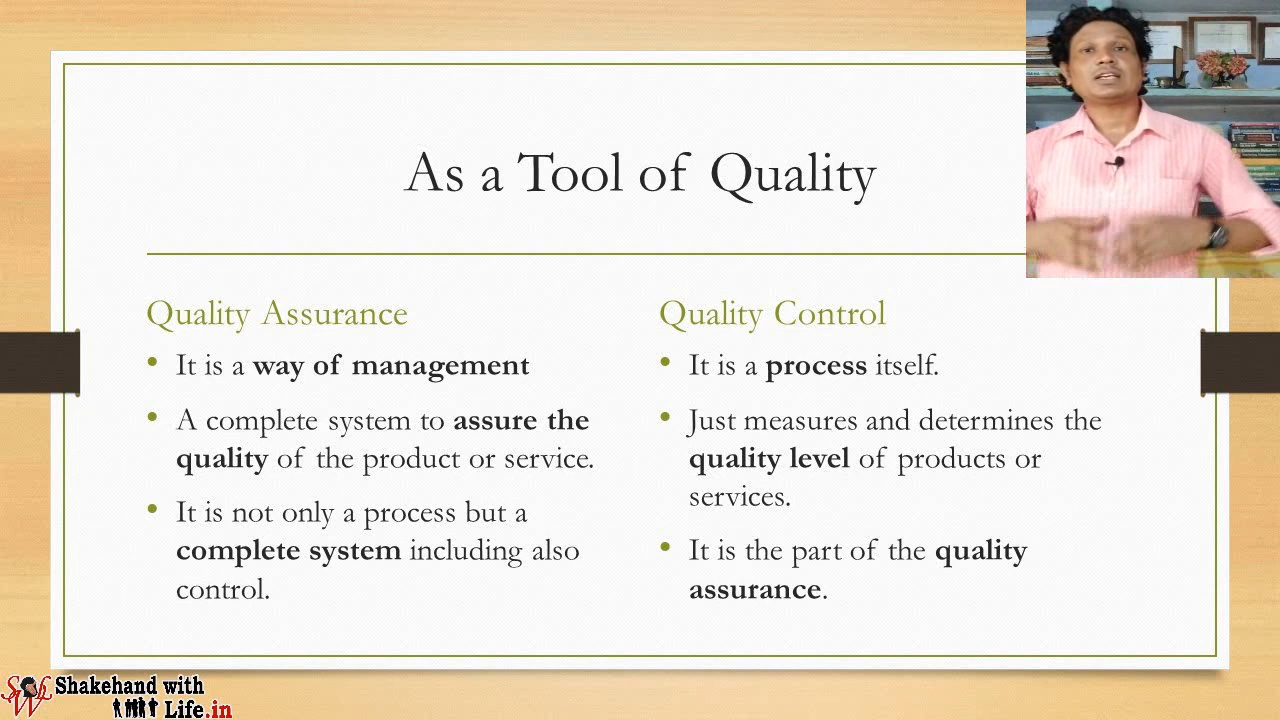 As a Tool of Quality
Quality Assurance
• It is a way of management
• A complete system to assure the
quality of the product or service.
• It is not only a process but a
complete system including also
control.
Quality Control
• It is a process itself.
• Just measures and determines the
quality level of products or
services.
• It is the part of the quality
assurance.
Shakehand with
Life.in